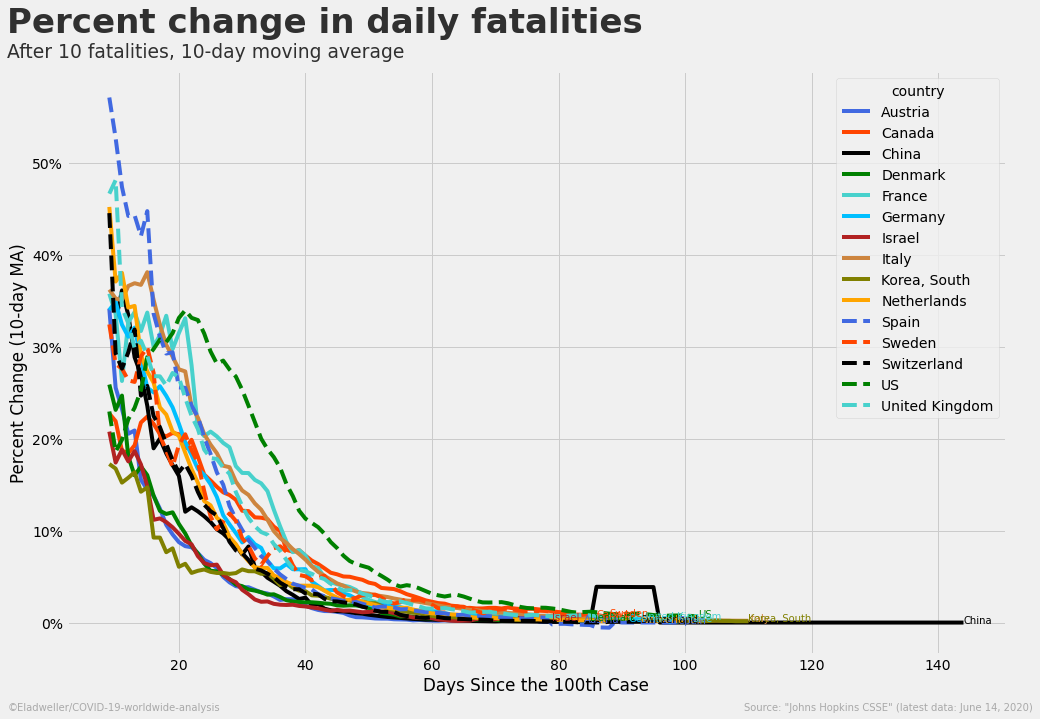 Percent change in daily fatalities
After 10 fatalities, 10-day moving average
country
Austria
Canada
China
Denmark
France
Germany
Israel
Italy
Korea, South
Netherlands
Spain
Sweden
Switzerland
US
United Kingdom
Percent Change (10-day MA)
50%
40%
30%
20%
10%
0%
Sweden
US
Switzerland
Korea, South
China
20 40 60 80 100 120 140
Days Since the 100th Case
©Eladweller/COVID-19-worldwide-analysis
Source: "Johns Hopkins CSSE" (latest data: June 14, 2020)